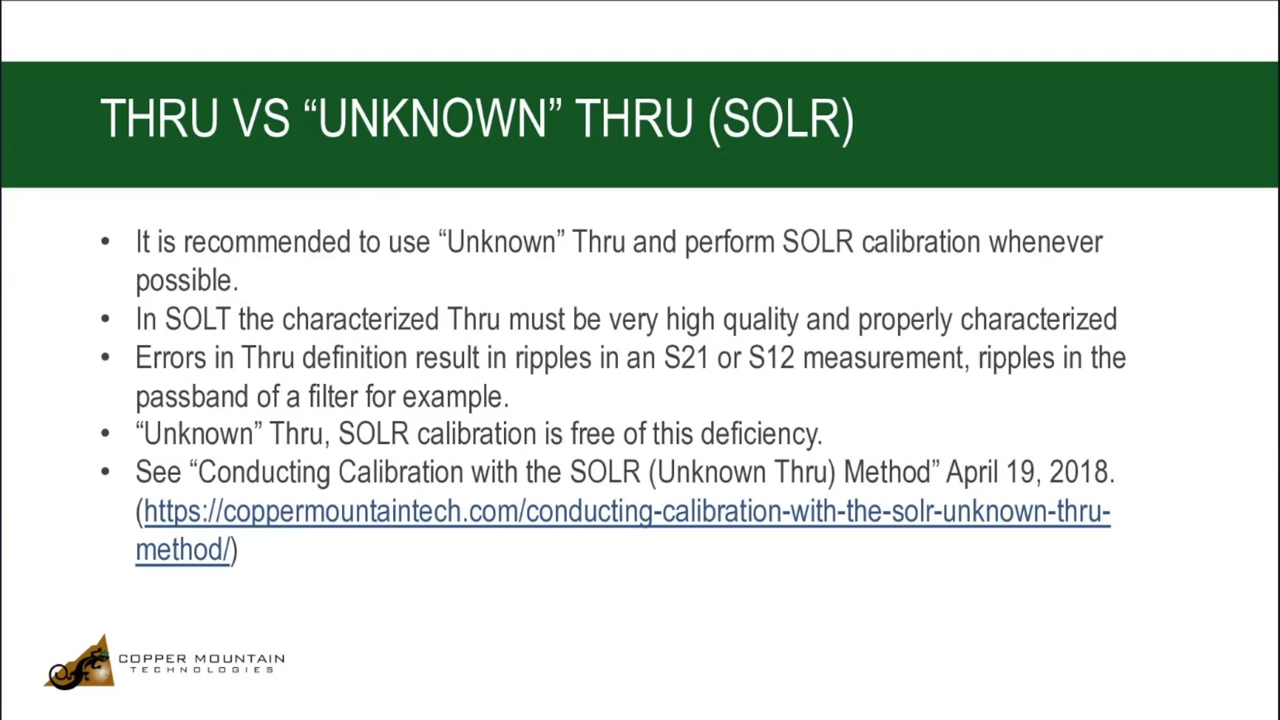 THRU VS “UNKNOWN” THRU (SOLR)
• It is recommended to use “Unknown” Thru and perform SOLR calibration whenever
possible.
• In SOLT the characterized Thru must be very high quality and properly characterized
• Errors in Thru definition result in ripples in an S21 or S12 measurement, ripples in the
passband of a filter for example.
• “Unknown” Thru, SOLR calibration is free of this deficiency.
• See “Conducting Calibration with the SOLR (Unknown Thru) Method” April 19, 2018.
(https://coppermountaintech.com/conducting-calibration-with-the-solr-unknown-thru-
method/)
COPPER MOUNTAIN
TECHNOLOGIES